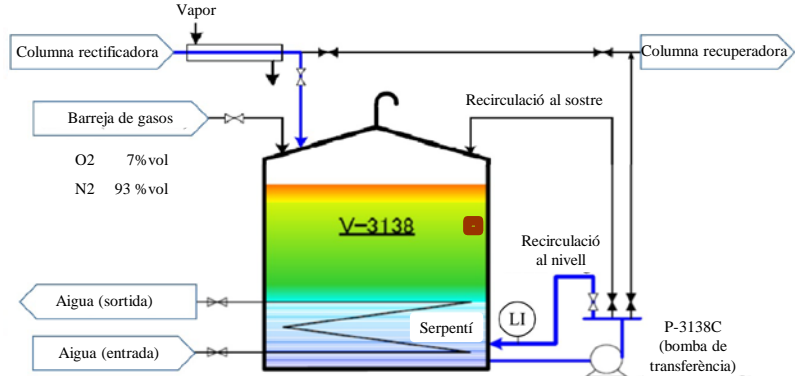 Vapor
Columna rectificadora
Columna recuperadora
Recirculació al sostre
Barreja de gasos
O2 7%vol
N2 93 %vol
V-3138
Recirculació
al nivell
Aigua (sortida)
Serpentí
LI
P-3138C
(bomba de
transferència)
Aigua (entrada)